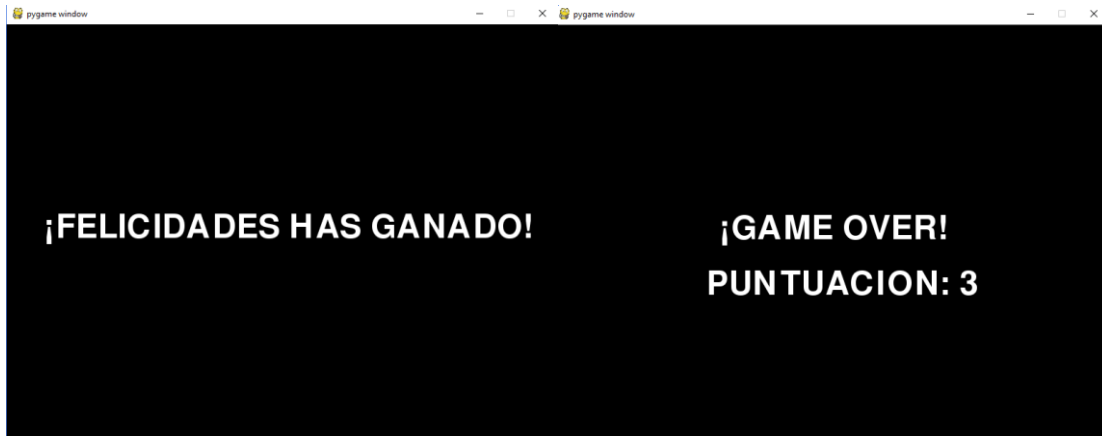 pygame window
¡FELICIDADES HAS GANADO!
pygame window
¡GAME OVER!
PUNTUACION: 3